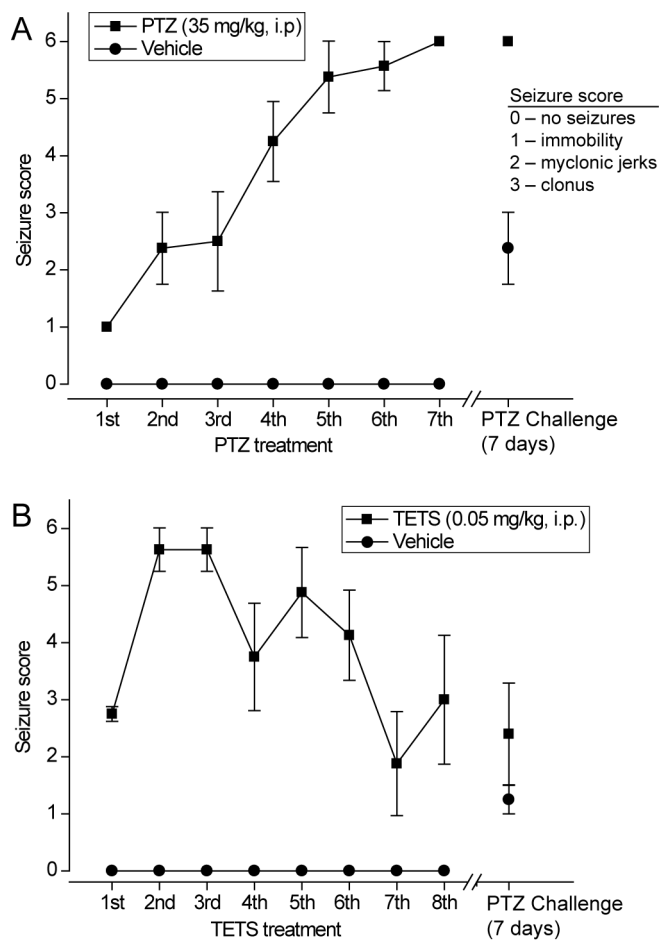 A
PTZ (35 mg/kg, i.p)
Vehicle
Seizure score
6
5
4
3
2
1
0
Seizure score
0 – no seizures
1 – immobility
2 – myclonic jerks
3 – clonus
1st 2nd 3rd 4th 5th 6th 7th
PTZ treatment
PTZ Challenge
(7 days)
B
TETS (0.05 mg/kg, i.p.)
Vehicle
Seizure score
6
5
4
3
2
1
0
1st 2nd 3rd 4th 5th 6th 7th 8th
TETS treatment
PTZ Challenge
(7 days)